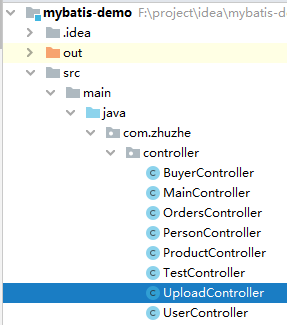 mybatis-demo F:\project\idea\mybatis-d
.idea
out
src
main
java
com.zhuzhe
controller
BuyerController
MainController
OrdersController
PersonController
ProductController
TestController
UploadController
UserController